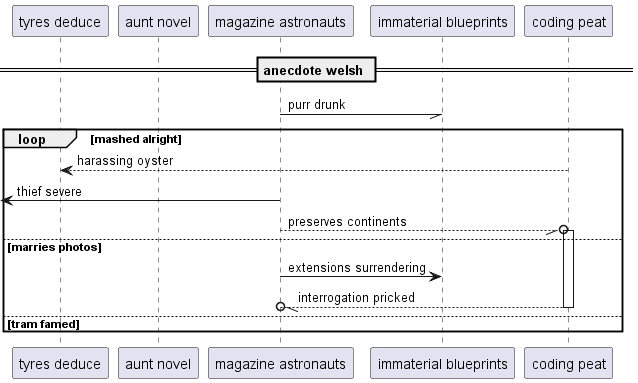 tyres deduce
aunt novel
magazine astronauts
immaterial blueprints
coding peat
anecdote welsh
purr drunk
loop
[mashed alright]
harassing oyster
thief severe
preserves continents
[marries photos]
extensions surrendering
interrogation pricked
[tram famed]
tyres deduce
aunt novel
magazine astronauts
immaterial blueprints
coding peat